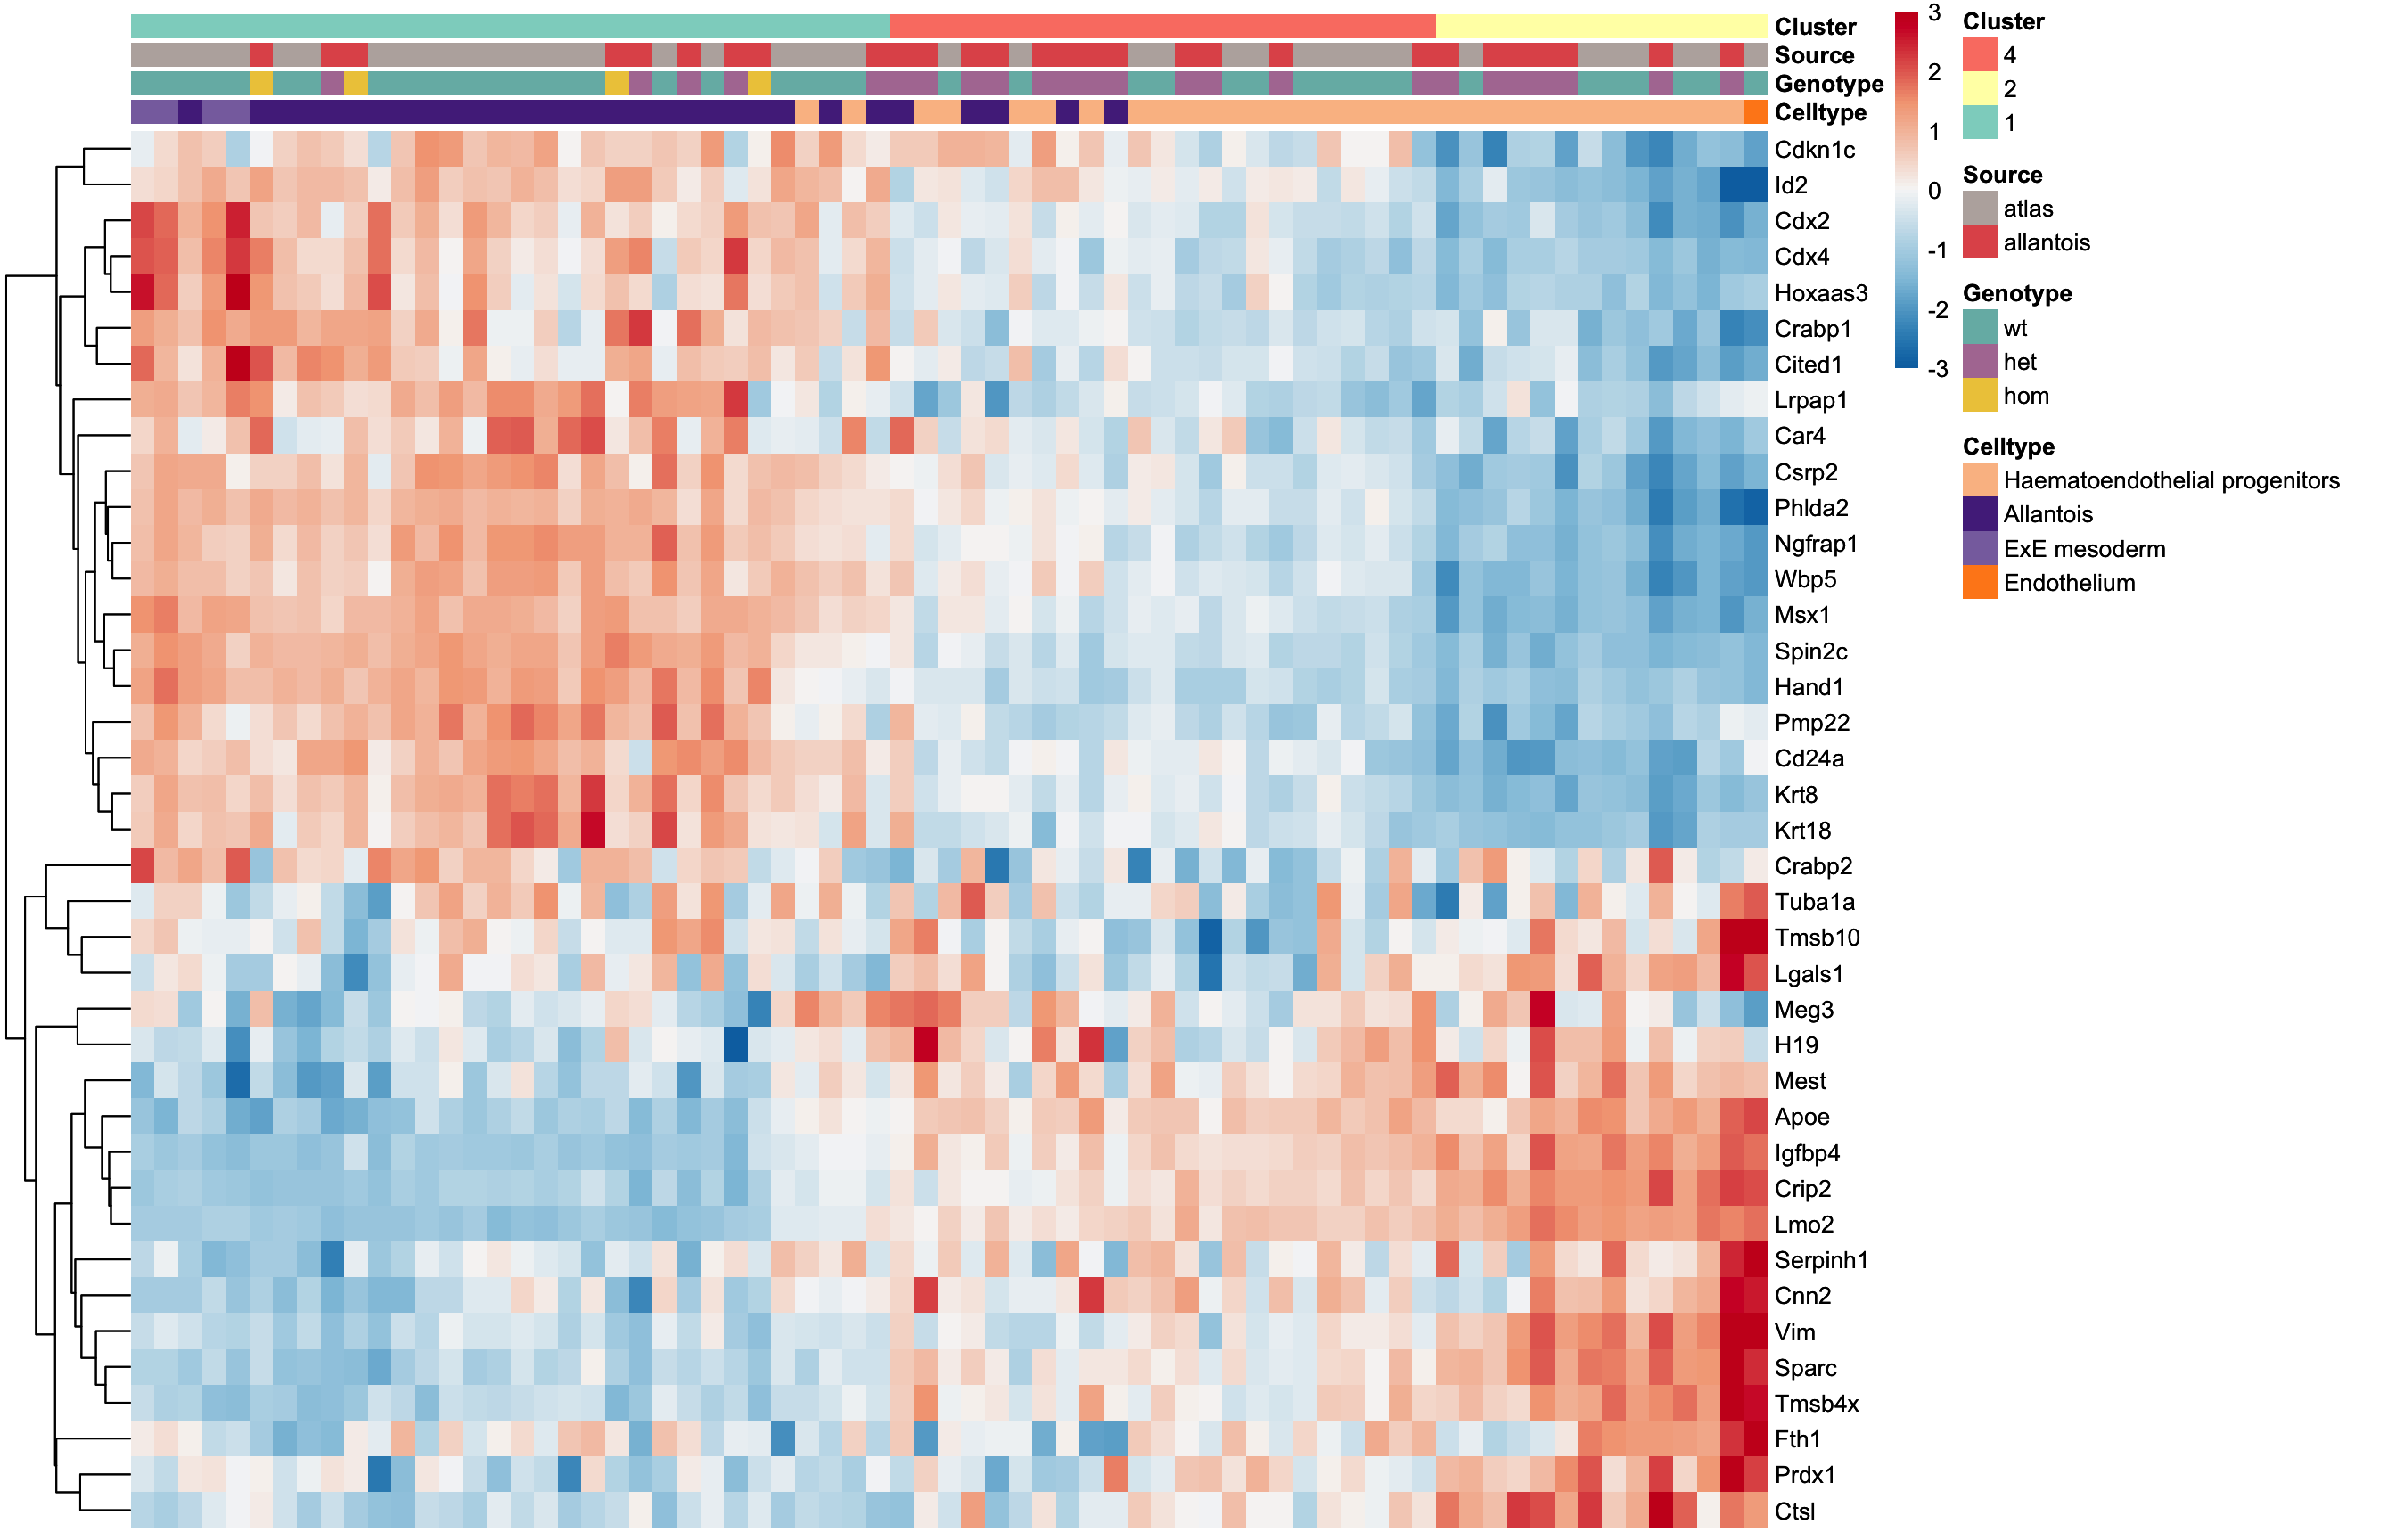 Cluster
Source
Genotype
Celltype
Cdkn1c
Id2
Cdx2
Cdx4
Hoxaas3
Crabp1
Cited1
Lrpap1
Car4
Csrp2
Phlda2
Ngfrap1
Wbp5
Msx1
Spin2c
Hand1
Pmp22
Cd24a
Krt8
Krt18
Crabp2
Tuba1a
Tmsb10
Lgals1
Meg3
H19
Mest
Apoe
Igfbp4
Crip2
Lmo2
Serpinh1
Cnn2
Vim
Sparc
Tmsb4x
Fth1
Prdx1
Ctsl
3
2
1
0
-1
-2
-3
Cluster
4
2
1
Source
atlas
allantois
Genotype
wt
het
hom
Celltype
Haematoendothelial progenitors
Allantois
ExE mesoderm
Endothelium